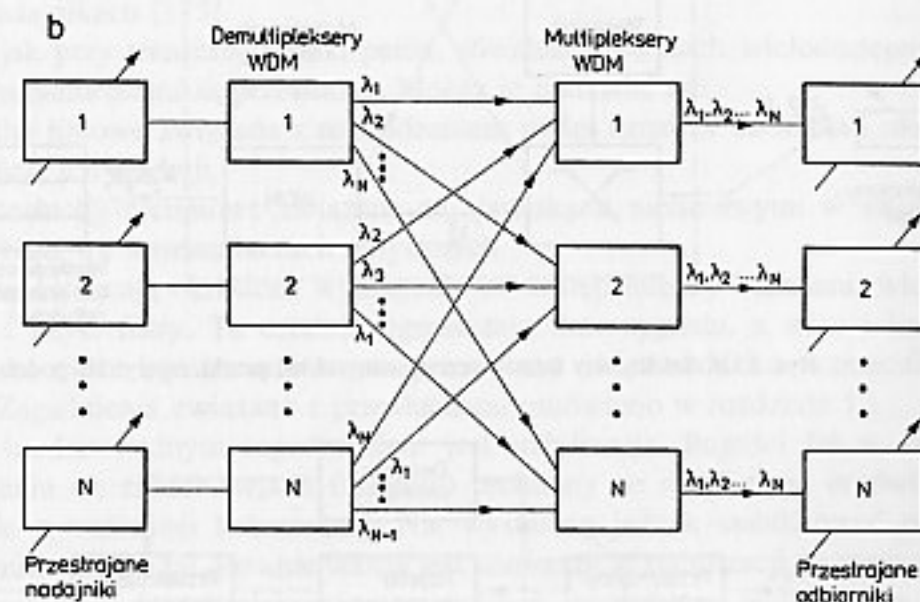 b
Demultipleksery
WDM
Multipleksery
WDM
1
1
1
1
λ1
λ2
λN
λ1,λ2... λN
2
2
2
2
λ2
λ3
λ1
λ1,λ2 ...λN
N
N
N
N
λN
λ1
λN-1
λ1,λ2... λN
Przestrajane
nadajniki
Przestrajane
odbiorniki